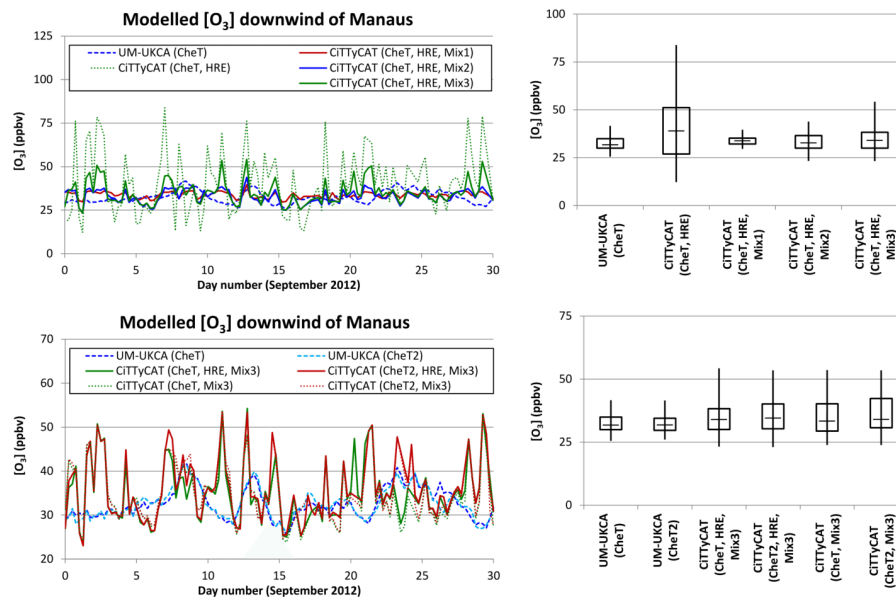 Modelled [O3] downwind of Manaus
[O3] (ppbv)
125
100
75
50
25
0
UM-UKCA (CheT)
CiTTyCAT (CheT, HRE)
CiTTyCAT (CheT, HRE, Mix1)
CiTTyCAT (CheT, HRE, Mix2)
CiTTyCAT (CheT, HRE, Mix3)
0 5 10 15 20 25 30
Day number (September 2012)
[O3] (ppbv)
100
75
50
25
0
UM-UKCA
(CheT)
CiTTyCAT
(CheT, HRE)
CiTTyCAT
(CheT, HRE,
Mix1)
CiTTyCAT
(CheT, HRE,
Mix2)
CiTTyCAT
(CheT, HRE,
Mix3)
Modelled [O3] downwind of Manaus
[O3] (ppbv)
70
60
50
40
30
20
UM-UKCA (CheT)
UM-UKCA (CheT2)
CiTTyCAT (CheT, HRE, Mix3)
CiTTyCAT (CheT2, HRE, Mix3)
CiTTyCAT (CheT, Mix3)
CiTTyCAT (CheT2, Mix3)
0 5 10 15 20 25 30
Day number (September 2012)
[O3] (ppbv)
75
50
25
0
UM-UKCA
(CheT)
UM-UKCA
(CheT2)
CiTTyCAT
(CheT, HRE,
Mix3)
CiTTyCAT
(CheT2, HRE,
Mix3)
CiTTyCAT
(CheT, Mix3)
CiTTyCAT
(CheT2, Mix3)